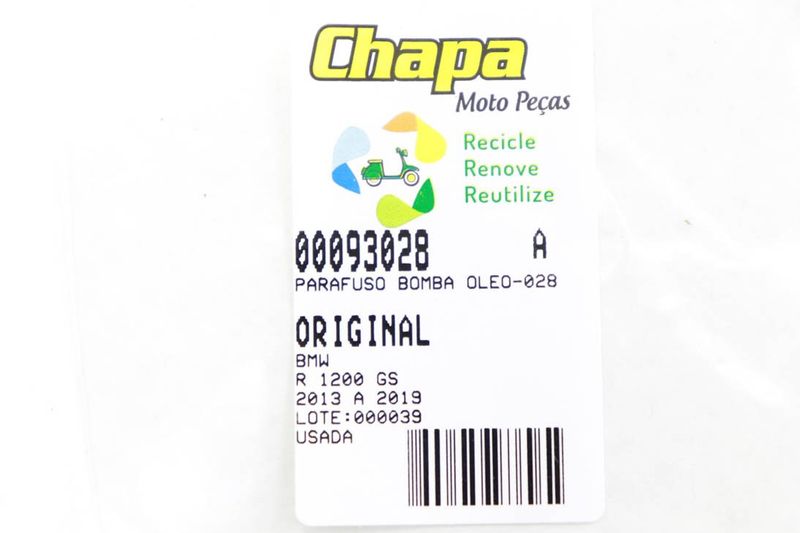 Chapa
Moto Peças
Recicle
Renove
Reutilize
00093028 A
PARAFUSO BOMBA OLEO-028
ORIGINAL
BMW
R 1200 GS
2013 A 2019
LOTE:000039
USADA